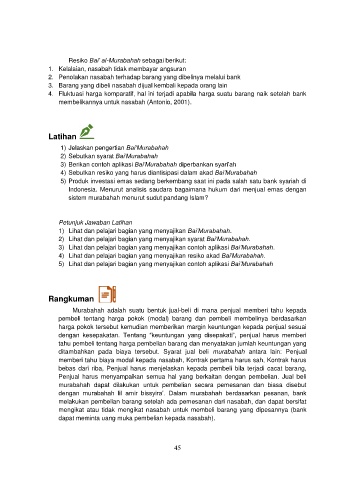 Resiko Bai' al-Murabahah sebagai berikut:
1. Kelalaian, nasabah tidak membayar angsuran
2. Penolakan nasabah terhadap barang yang dibelinya melalui bank
3. Barang yang dibeli nasabah dijual kembali kepada orang lain
4. Fluktuasi harga komparatif, hal ini terjadi apabila harga suatu barang naik setelah bank
membelikannya untuk nasabah (Antonio, 2001).
Latihan
1) Jelaskan pengertian Bai'Murabahah
2) Sebutkan syarat Bai'Murabahah
3) Berikan contoh aplikasi Bai'Murabahah diperbankan syari'ah
4) Sebutkan resiko yang harus diantisipasi dalam akad Bai'Murabahah
5) Produk investasi emas sedang berkembang saat ini pada salah satu bank syariah di
Indonesia. Menurut analisis saudara bagaimana hukum dari menjual emas dengan
sistem murabahah menurut sudut pandang Islam?
Petunjuk Jawaban Latihan
1) Lihat dan pelajari bagian yang menyajikan Bai'Murabahah.
2) Lihat dan pelajari bagian yang menyajikan syarat Bai'Murabahah.
3) Lihat dan pelajari bagian yang menyajikan contoh aplikasi Bai'Murabahah.
4) Lihat dan pelajari bagian yang menyajikan resiko akad Bai'Murabahah.
5) Lihat dan pelajari bagian yang menyajikan contoh aplikasi Bai'Murabahah
Rangkuman
Murabahah adalah suatu bentuk jual-beli di mana penjual memberi tahu kepada
pembeli tentang harga pokok (modal) barang dan pembeli membelinya berdasarkan
harga pokok tersebut kemudian memberikan margin keuntungan kepada penjual sesuai
dengan kesepakatan. Tentang "keuntungan yang disepakati", penjual harus memberi
tahu pembeli tentang harga pembelian barang dan menyatakan jumlah keuntungan yang
ditambahkan pada biaya tersebut. Syarat jual beli murabahah antara lain: Penjual
memberi tahu biaya modal kepada nasabah, Kontrak pertama harus sah, Kontrak harus
bebas dari riba, Penjual harus menjelaskan kepada pembeli bila terjadi cacat barang,
Penjual harus menyampaikan semua hal yang berkaitan dengan pembelian. Jual beli
murabahah dapat dilakukan untuk pembelian secara pemesanan dan biasa disebut
dengan murabahah lil amir bissyira'. Dalam murabahah berdasarkan pesanan, bank
melakukan pembelian barang setelah ada pemesanan dari nasabah, dan dapat bersifat
mengikat atau tidak mengikat nasabah untuk membeli barang yang dipesannya (bank
dapat meminta uang muka pembelian kepada nasabah).
45